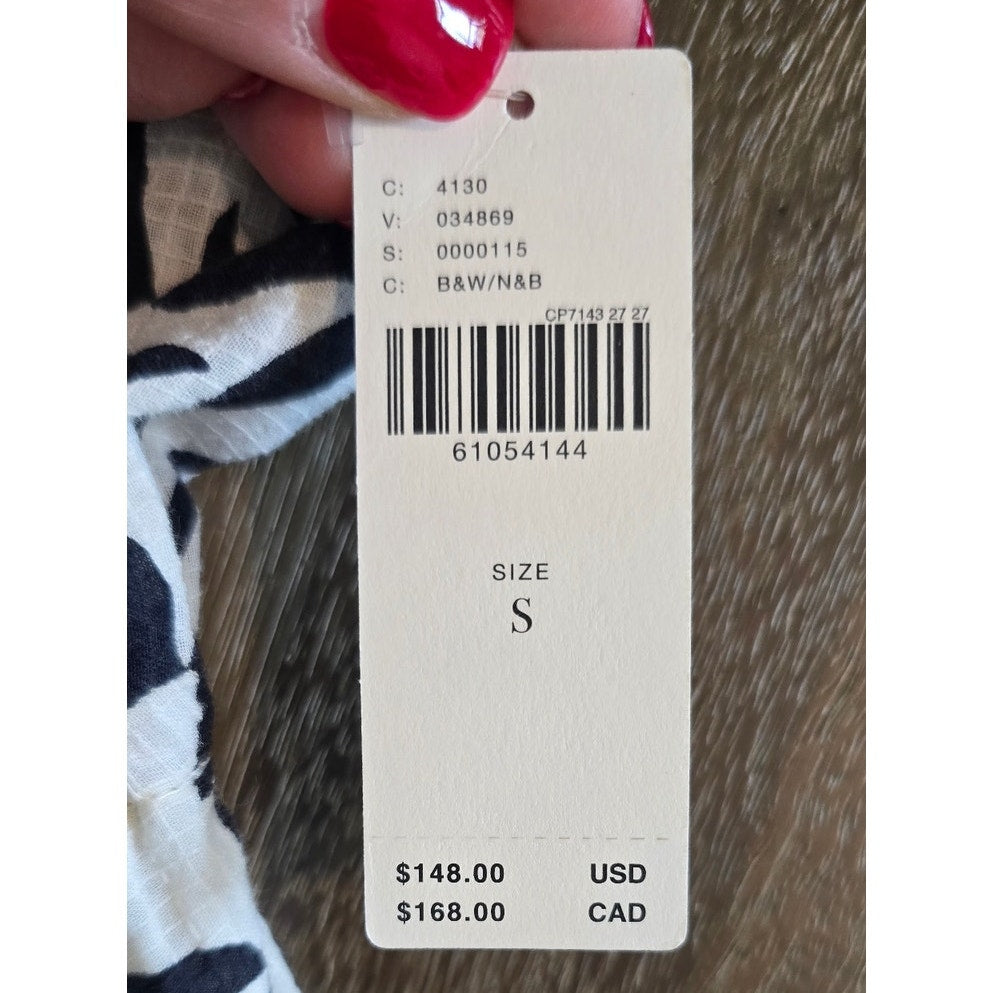 C: 4130
V: 034869
S: 0000115
C: B&W/N&B
CP7143 27 27
61054144
SIZE
S
$148.00 USD
$168.00 CAD